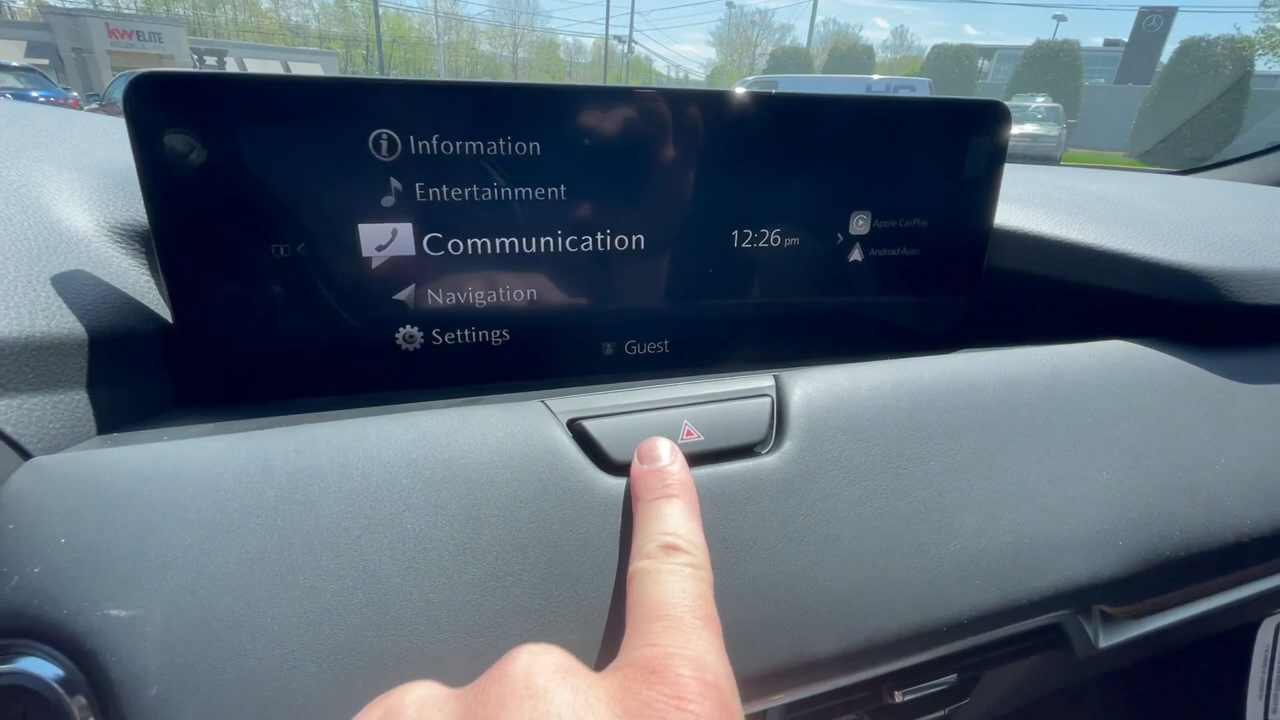 kw ELITE
Information
Entertainment
Communication
Navigation
Settings
12:26 pm
Apple CarPlay
Android Auto
Guest